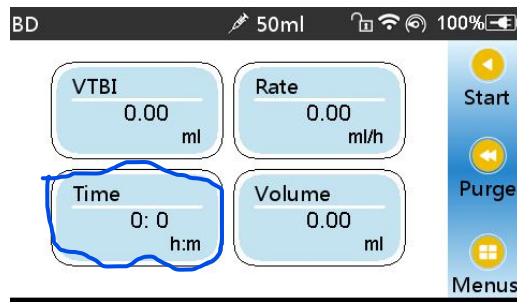 BD 50ml 100%
VTBI
0.00
ml
Rate
0.00
ml/h
Start
Time
0: 0
h:m
Volume
0.00
ml
Purge
Menus